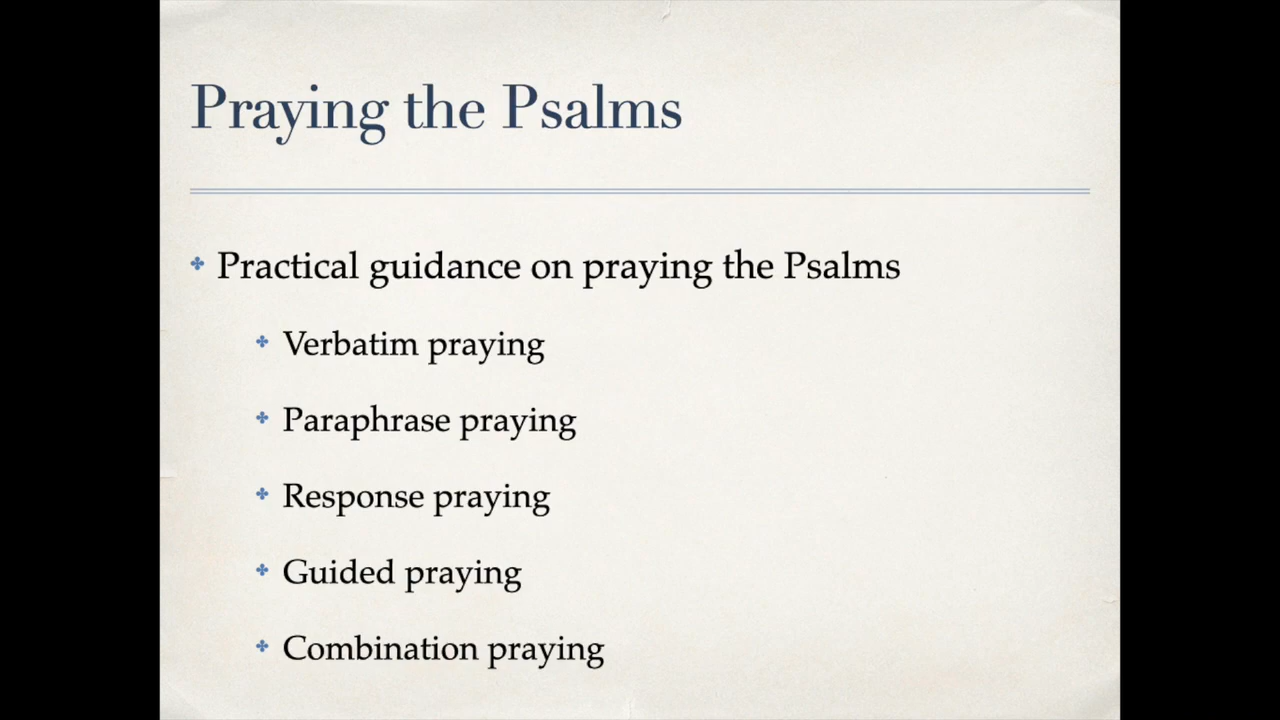 Praying the Psalms
Practical guidance on praying the Psalms
Verbatim praying
Paraphrase praying
Response praying
Guided praying
Combination praying